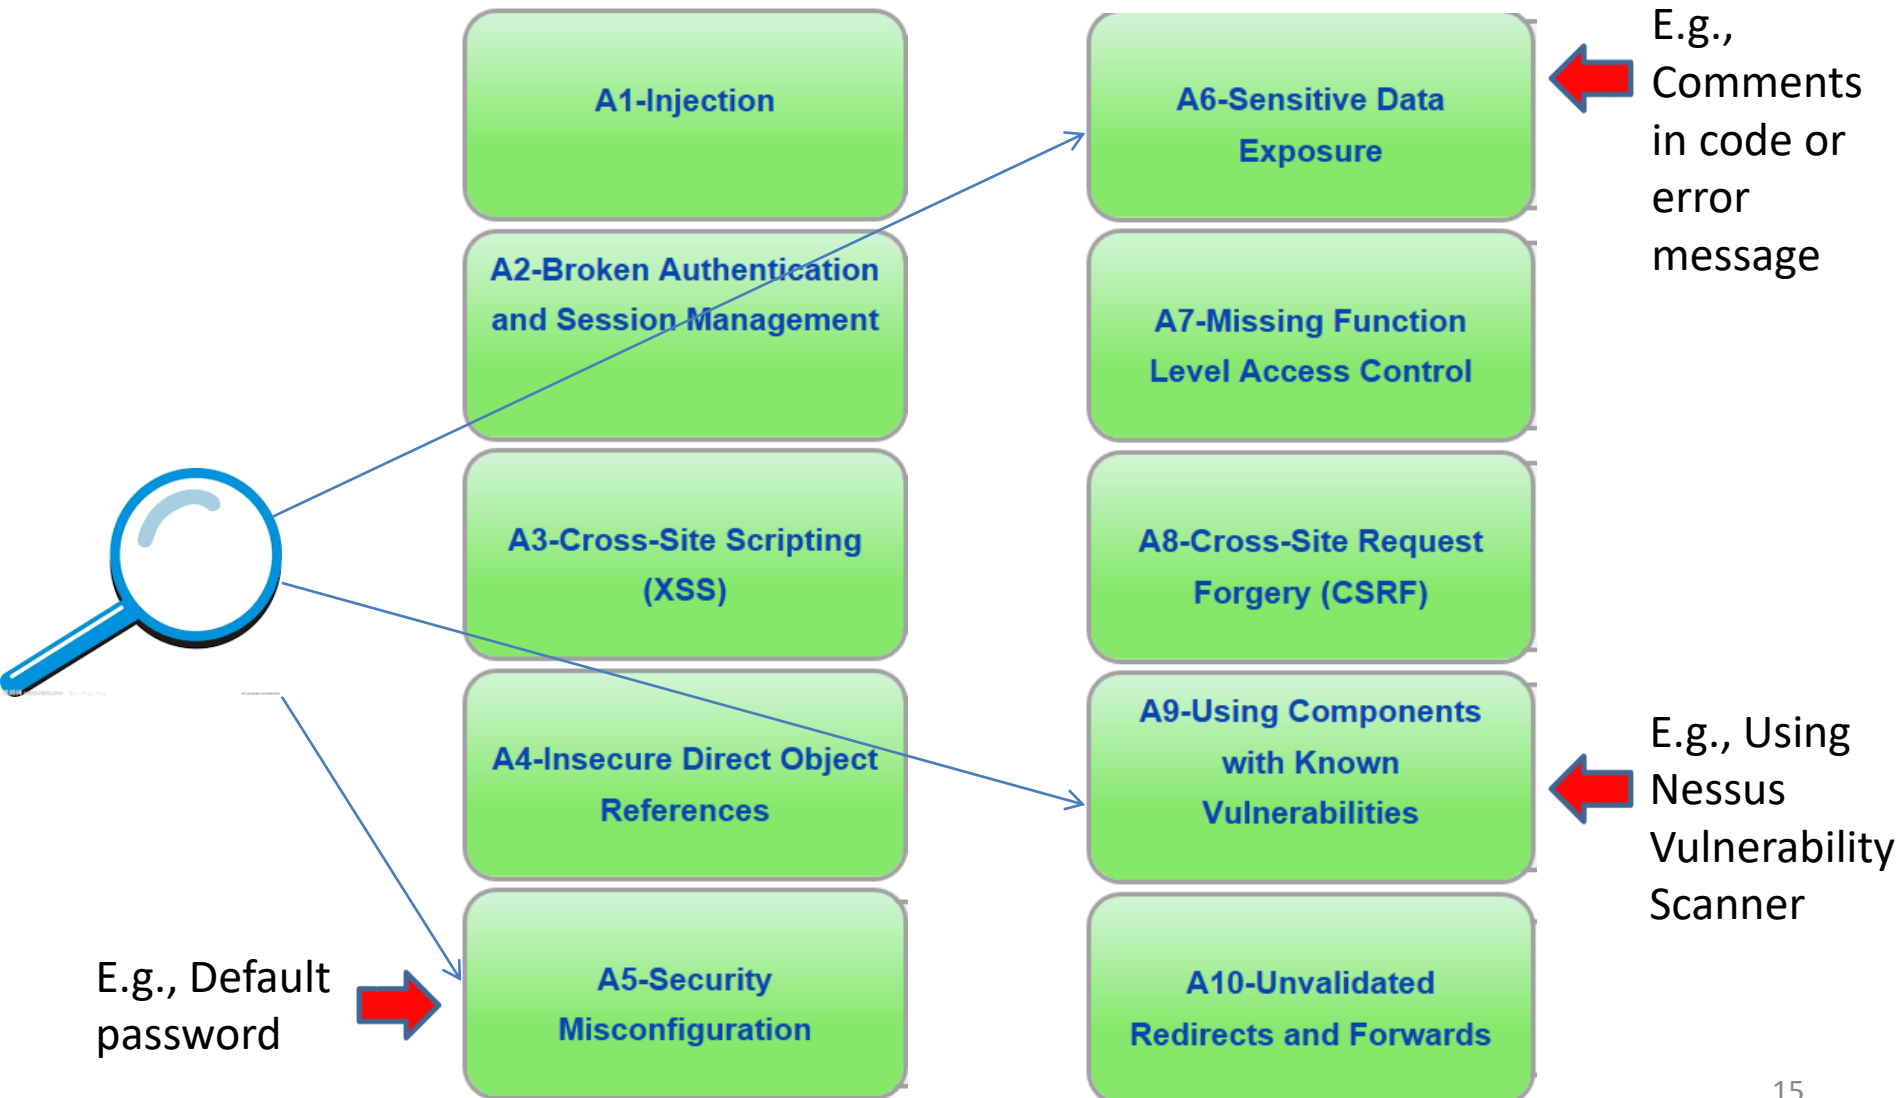 A1-Injection
A2-Broken Authentication
and Session Management
A3-Cross-Site Scripting
(XSS)
A4-Insecure Direct Object
References
A5-Security
Misconfiguration
E.g., Default
password
A6-Sensitive Data
Exposure
E.g.,
Comments
in code or
error
message
A7-Missing Function
Level Access Control
A8-Cross-Site Request
Forgery (CSRF)
A9-Using Components
with Known
Vulnerabilities
E.g., Using
Nessus
Vulnerability
Scanner
A10-Unvalidated
Redirects and Forwards
15